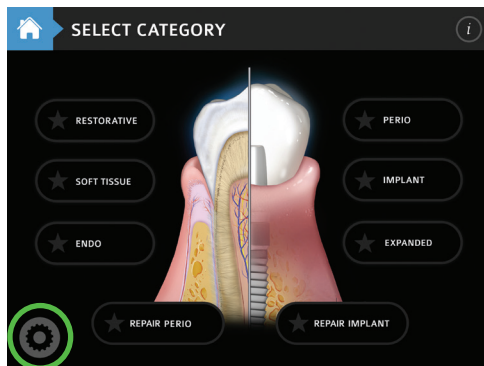 SELECT CATEGORY
i
RESTORATIVE
PERIO
SOFT TISSUE
IMPLANT
ENDO
EXPANDED
REPAIR PERIO
REPAIR IMPLANT